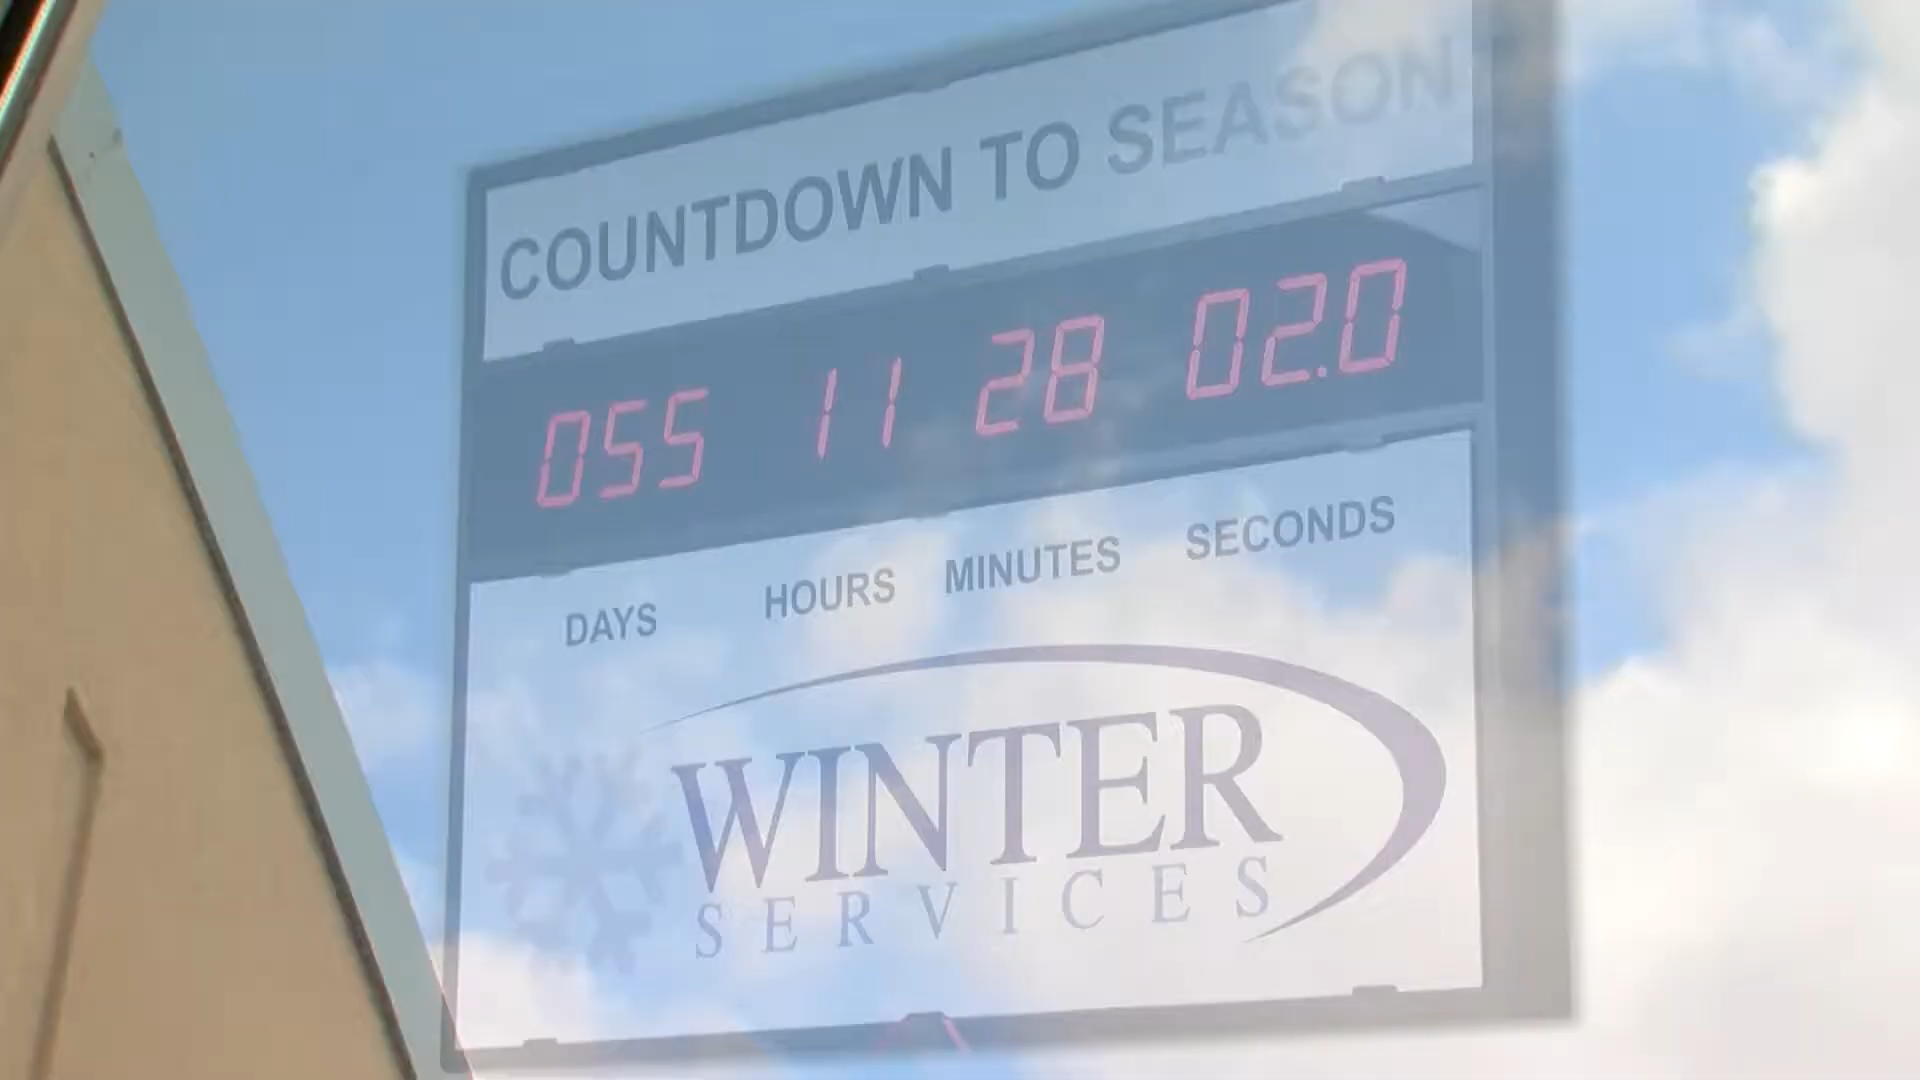 COUNTDOWN TO SEASON
055 11 28 02.0
DAYS HOURS MINUTES SECONDS
WINTER
SERVICES